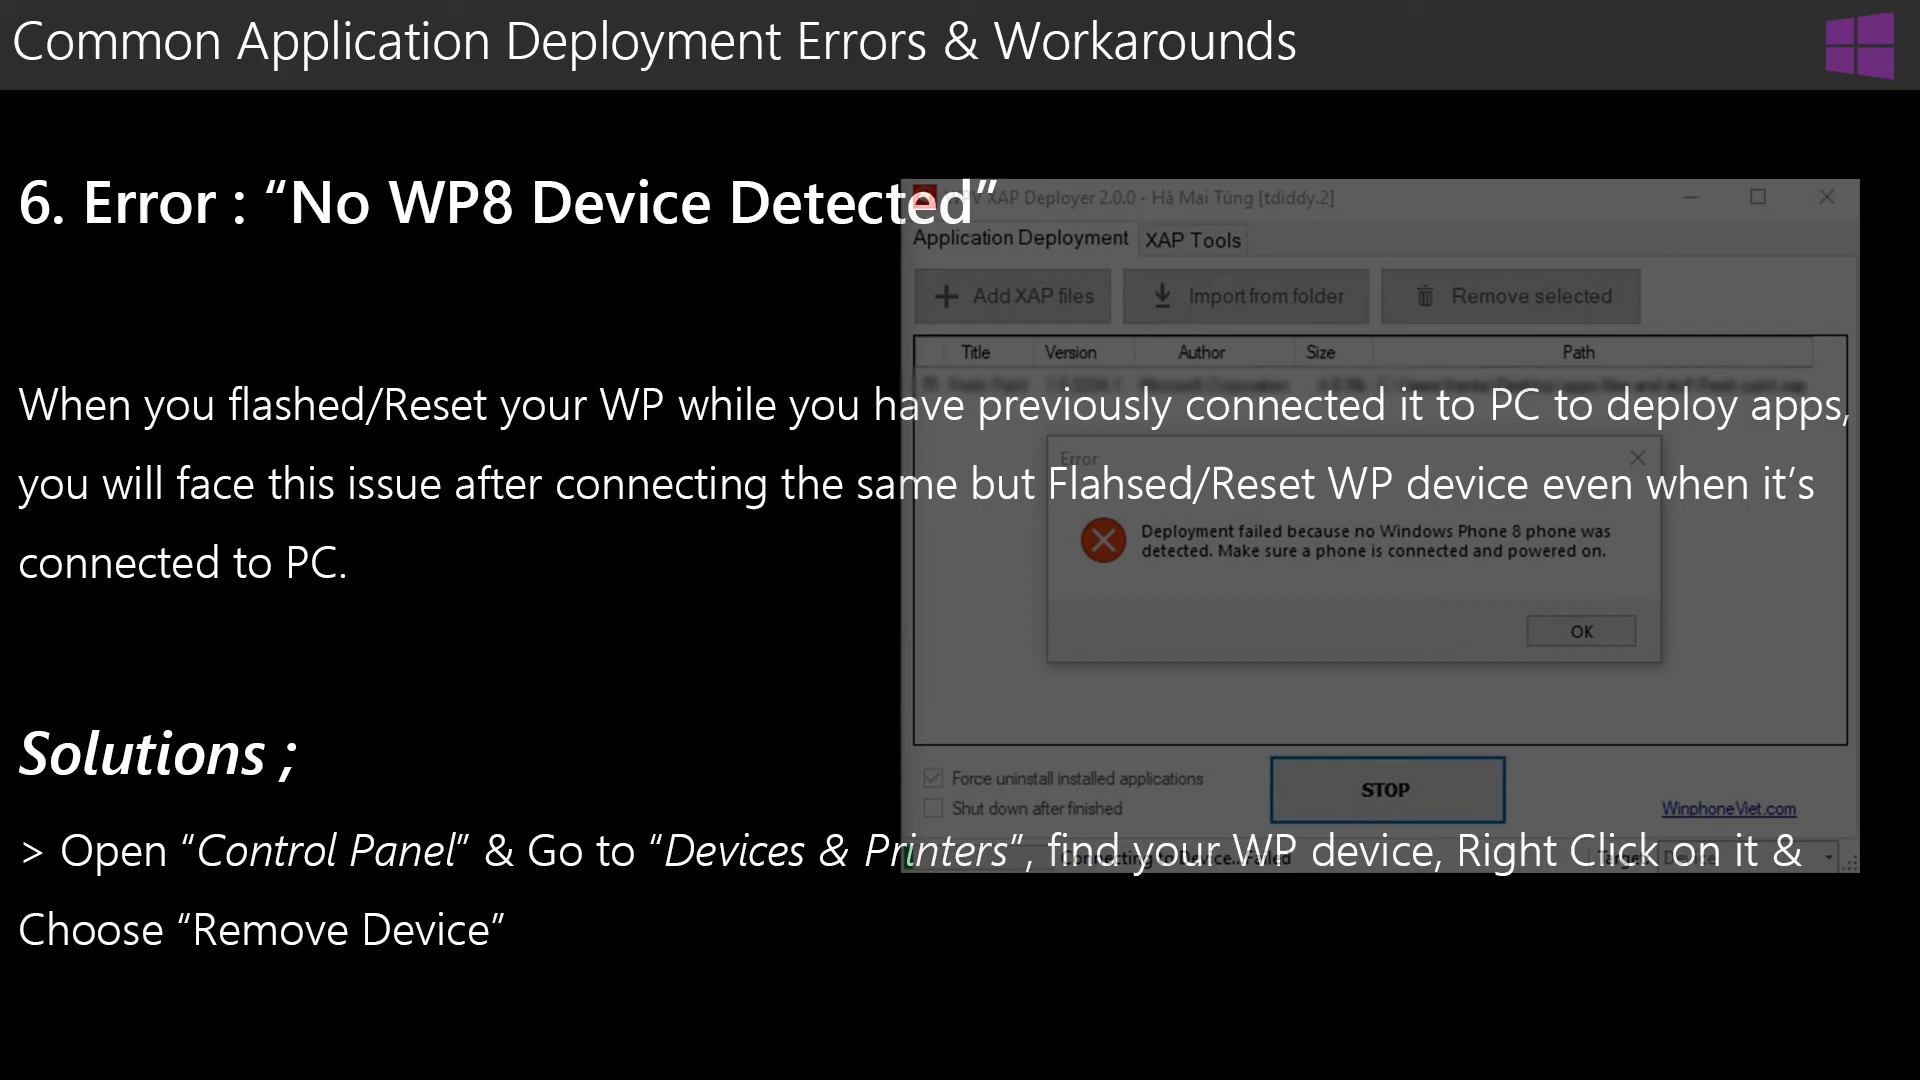 Common Application Deployment Errors & Workarounds
6. Error : “No WP8 Device Detected”
XAP Deployer 2.0.0 - Hà Mai Tùng [tdiddy.2]
Application Deployment XAP Tools
Add XAP files Import from folder Remove selected
Title Version Author Size Path
When you flashed/Reset your WP while you have previously connected it to PC to deploy apps,
Error
you will face this issue after connecting the same but Flahsed/Reset WP device even when it’s
Deployment failed because no Windows Phone 8 phone was
detected. Make sure a phone is connected and powered on.
connected to PC.
OK
Solutions ;
Force uninstall installed applications
STOP
Shut down after finished
WinphoneViet.com
> Open “Control Panel” & Go to “Devices & Printers”, find your WP device, Right Click on it &
Connecting to Device...Failed Target Device
Choose “Remove Device”